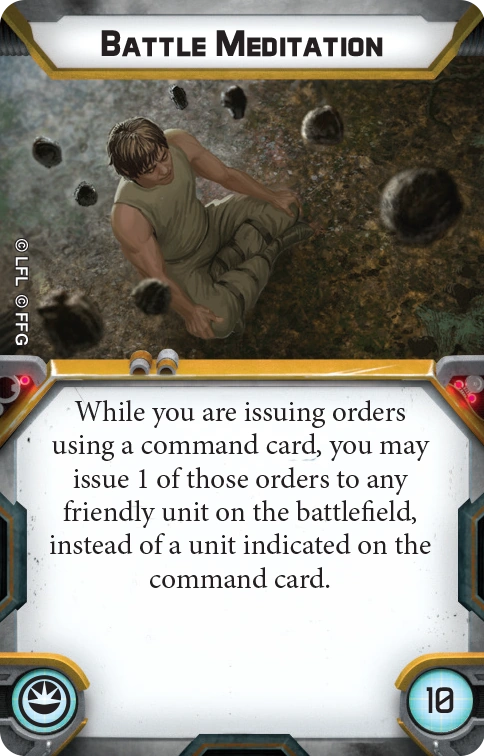 BATTLE MEDITATION
© LFL © FFG
While you are issuing orders
using a command card, you may
issue 1 of those orders to any
friendly unit on the battlefield,
instead of a unit indicated on the
command card.
10